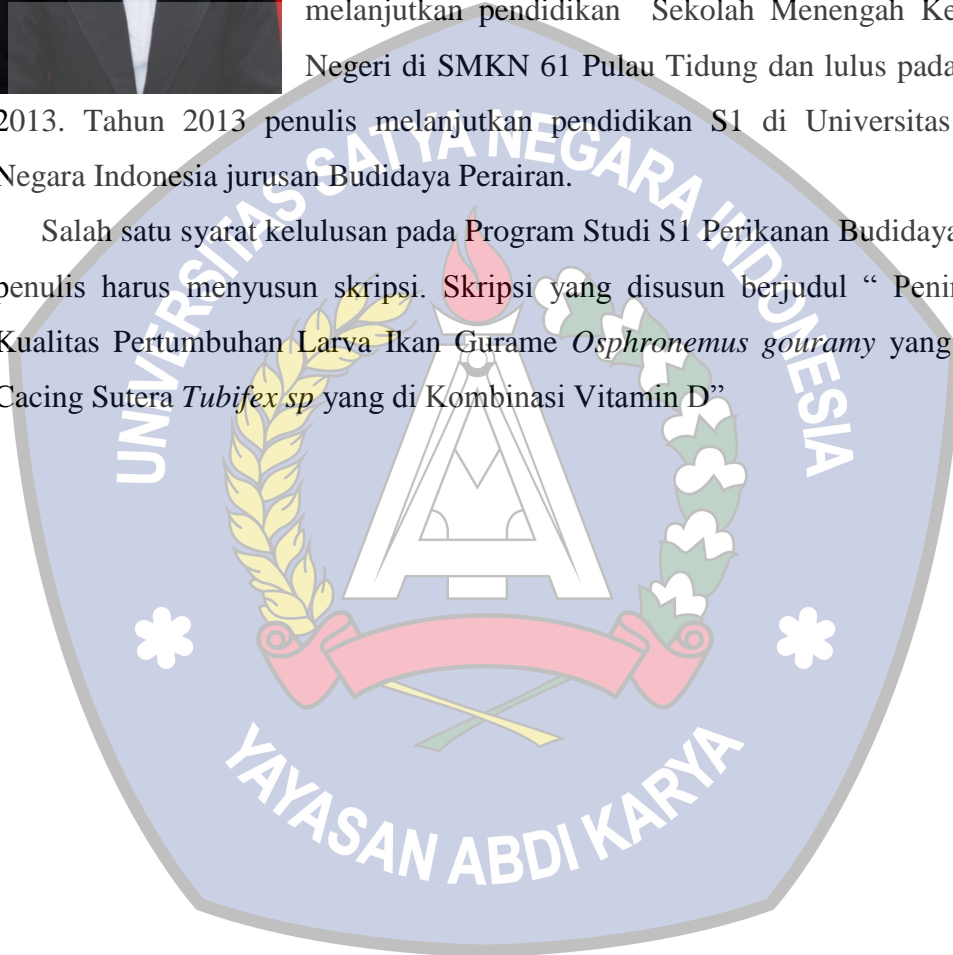 melanjutkan pendidikan Sekolah Menengah Ke
Negeri di SMKN 61 Pulau Tidung dan lulus pada
2013. Tahun 2013 penulis melanjutkan pendidikan S1 di Universitas
Negara Indonesia jurusan Budidaya Perairan.
Salah satu syarat kelulusan pada Program Studi S1 Perikanan Budidaya
penulis harus menyusun skripsi. Skripsi yang disusun berjudul “ Penin
Kualitas Pertumbuhan Larva Ikan Gurame Osphronemus gouramy yang
Cacing Sutera Tubifex sp yang di Kombinasi Vitamin D”
UNIVERSITAS SATYA NEGARA INDONESIA
YAYASAN ABDI KARYA